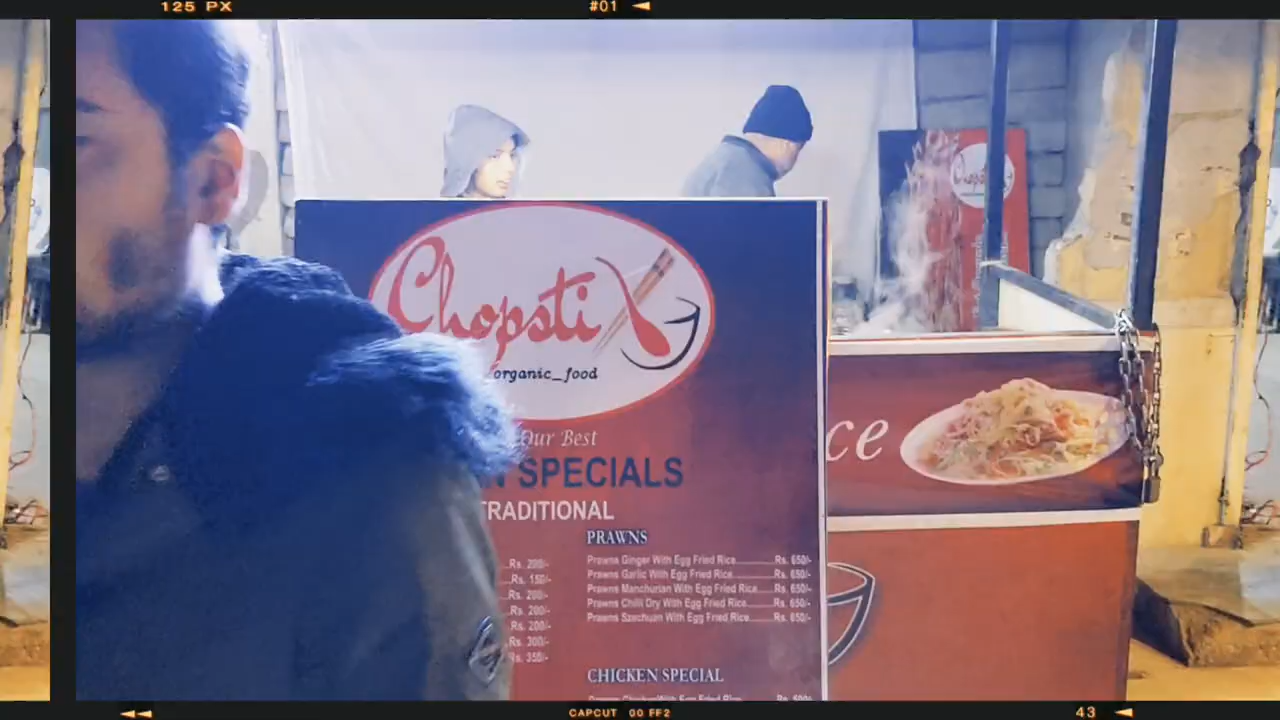 125 PX
#01
Chopsti
Chopstix
organic_food
Our Best
SPECIALS
TRADITIONAL
ce
PRAWNS
Prawns Ginger With Egg Fried Rice..........Rs. 650/-
Prawns Garlic With Egg Fried Rice..........Rs. 650/-
Prawns Manchurian With Egg Fried Rice....Rs. 650/-
Prawns Chilli Dry With Egg Fried Rice.......Rs. 650/-
Prawns Szechuan With Egg Fried Rice......Rs. 650/-
..Rs. 200/-
...Rs. 150/-
Rs. 200/-
Rs. 200/-
Rs. 200/-
Rs. 300/-
Rs. 350/-
CHICKEN SPECIAL
CAPCUT 00 FF2
43